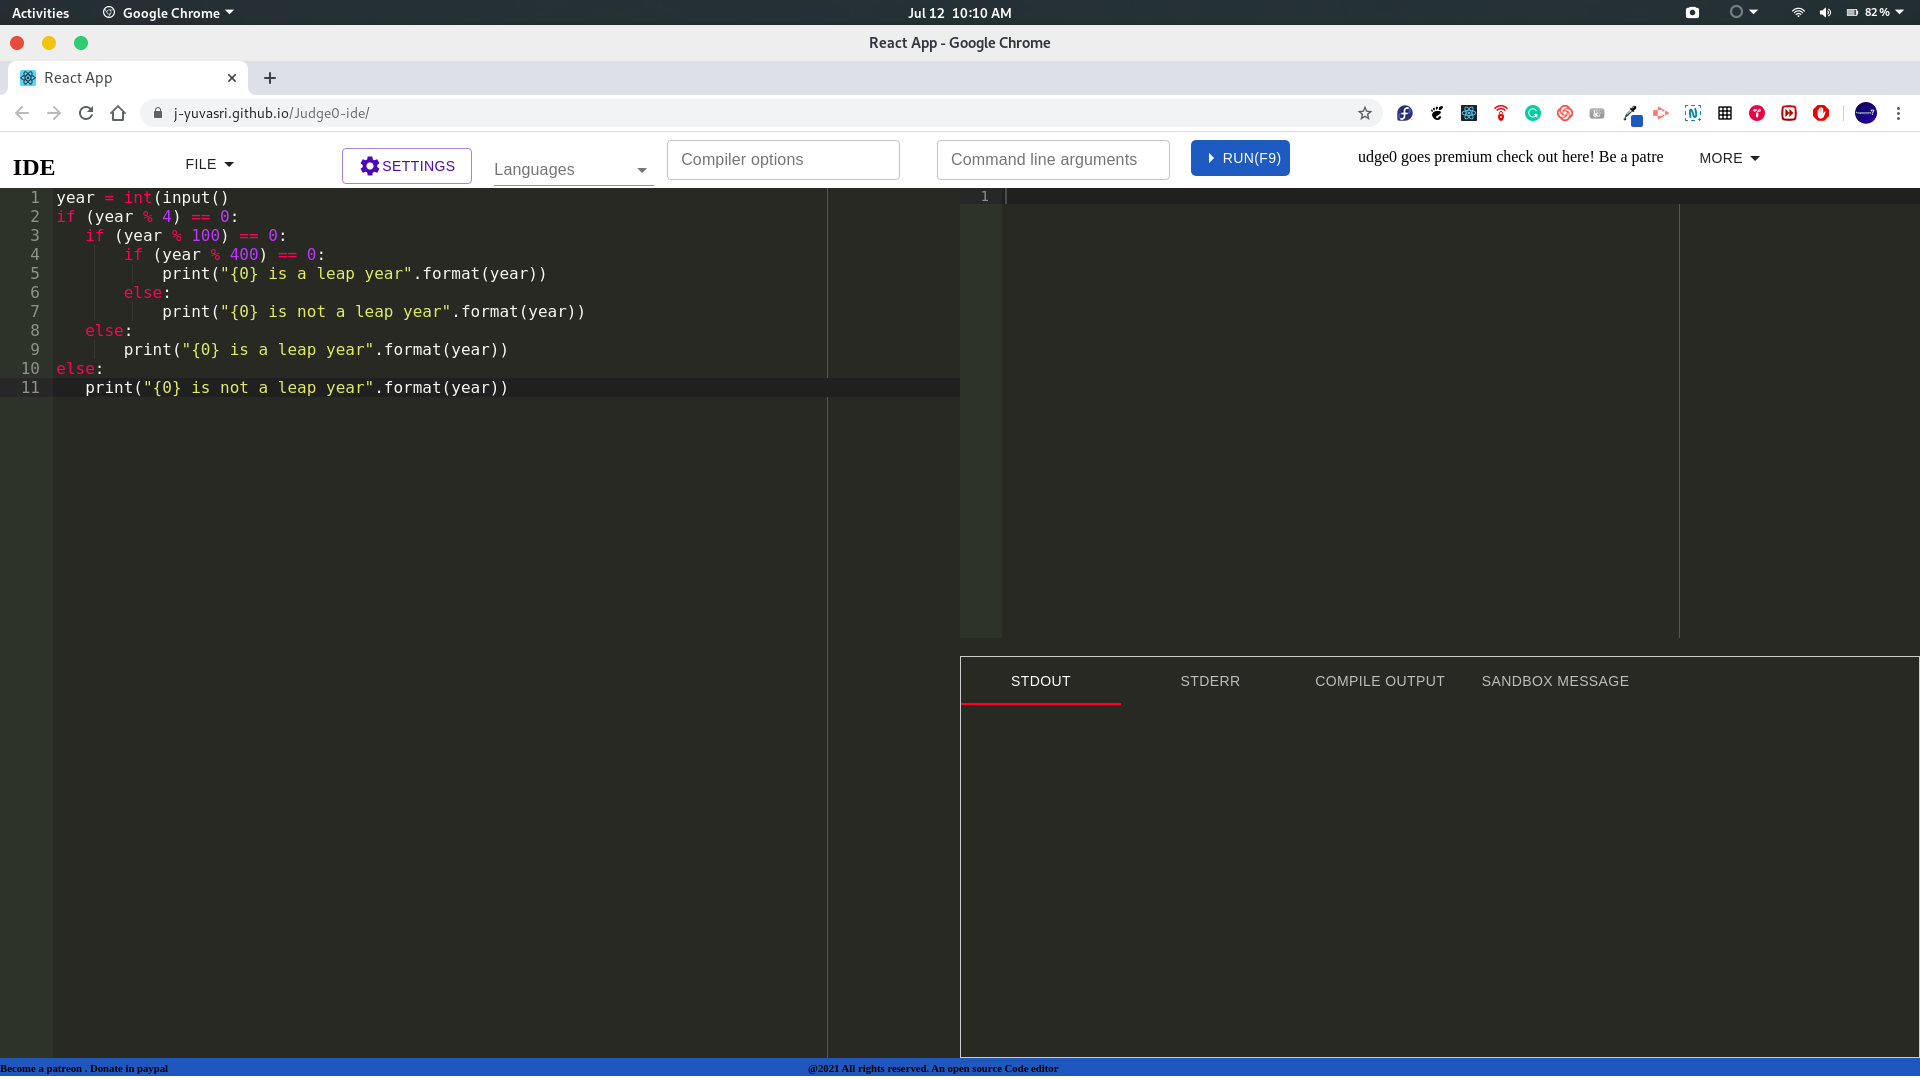 Activities Google Chrome Jul 12 10:10 AM 82%
React App - Google Chrome
React App
j-yuvasri.github.io/Judge0-ide/
IDE FILE SETTINGS Languages Compiler options Command line arguments RUN(F9) udge0 goes premium check out here! Be a patre MORE
1 year = int(input()
2 if (year % 4) == 0:
3    if (year % 100) == 0:
4        if (year % 400) == 0:
5            print("{0} is a leap year".format(year))
6        else:
7            print("{0} is not a leap year".format(year))
8    else:
9        print("{0} is a leap year".format(year))
10 else:
11    print("{0} is not a leap year".format(year))
1
STDOUT STDERR COMPILE OUTPUT SANDBOX MESSAGE
Become a patreon . Donate in paypal @2021 All rights reserved. An open source Code editor